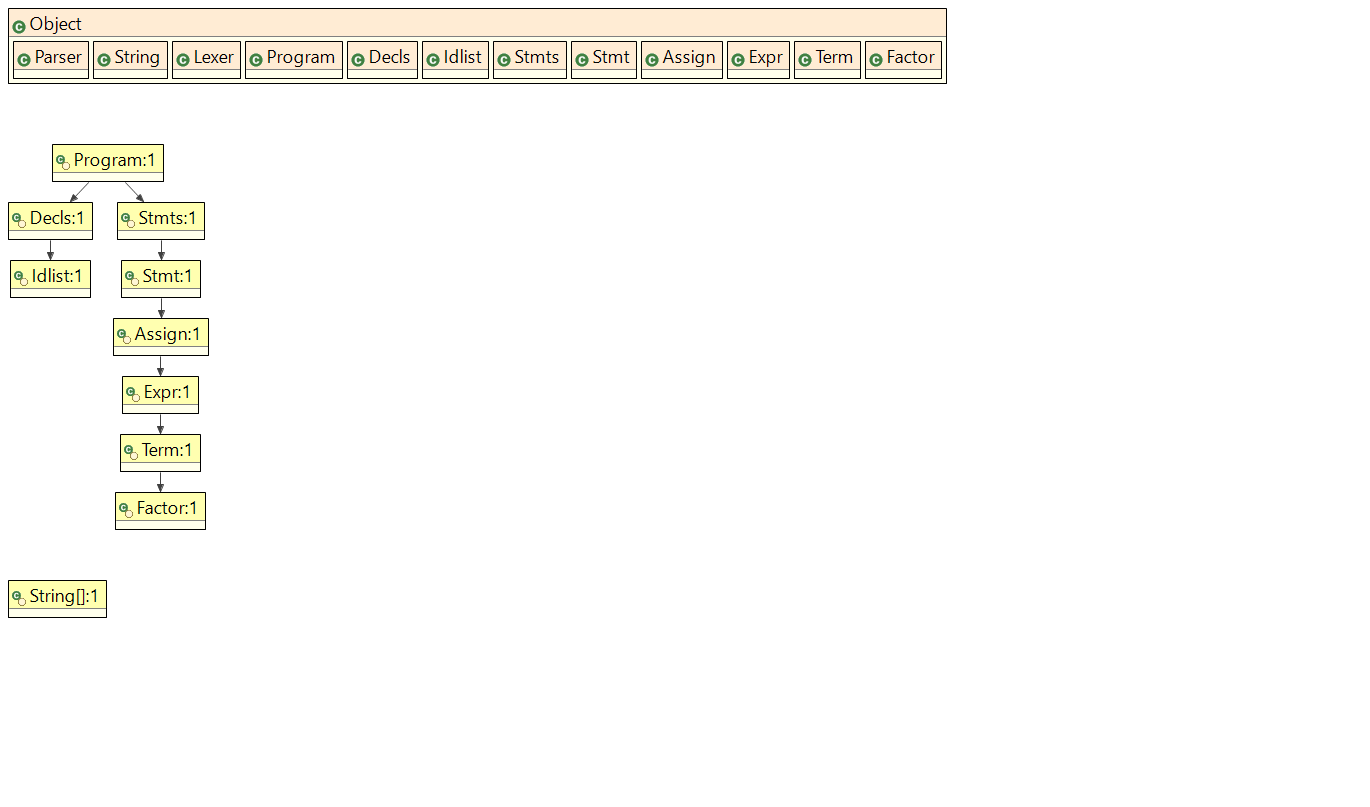 Object
Parser String Lexer Program Decls Idlist Stmts Stmt Assign Expr Term Factor
Program:1
Decls:1 Stmts:1
Idlist:1 Stmt:1
Assign:1
Expr:1
Term:1
Factor:1
String[]:1